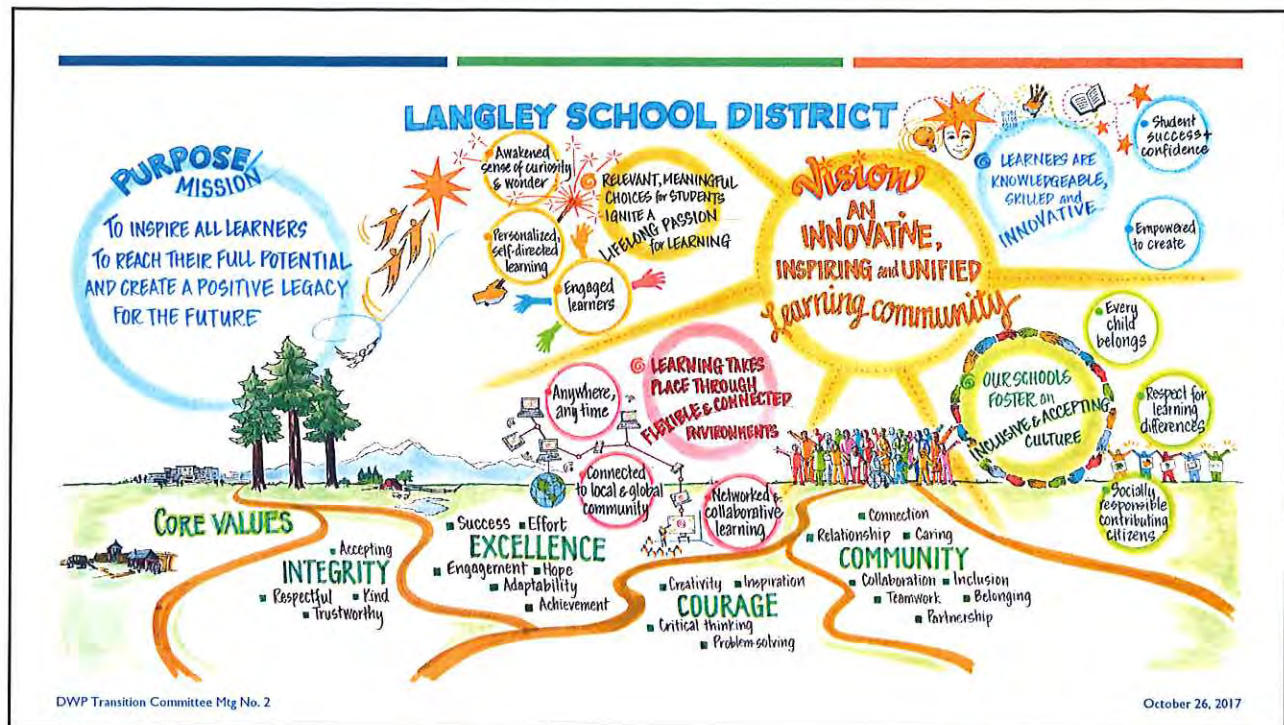 LANGLEY SCHOOL DISTRICT
PURPOSE/
MISSION
TO INSPIRE ALL LEARNERS
TO REACH THEIR FULL POTENTIAL
AND CREATE A POSITIVE LEGACY
FOR THE FUTURE
Awakened
sense of curiosity
& wonder
Personalized,
self-directed
learning
Engaged
learners
RELEVANT, MEANINGFUL
CHOICES for STUDENTS
IGNITE A
LIFELONG PASSION
for LEARNING
Vision
AN
INNOVATIVE,
INSPIRING and UNIFIED
Learning community
LEARNERS ARE
KNOWLEDGEABLE,
SKILLED and
INNOVATIVE
Student
success +
confidence
Empowered
to create
LEARNING TAKES
PLACE THROUGH
FLEXIBLE & CONNECTED
ENVIRONMENTS
Anywhere,
any time
Connected
to local & global
community
Networked &
collaborative
learning
OUR SCHOOLS
FOSTER an
INCLUSIVE & ACCEPTING
CULTURE
Every
child
belongs
Respect for
learning
differences
Socially
responsible
contributing
citizens
CORE VALUES
Accepting
INTEGRITY
Respectful Kind
Trustworthy
Success Effort
EXCELLENCE
Engagement Hope
Adaptability
Achievement
Creativity Inspiration
COURAGE
Critical thinking
Problem-solving
Connection
Relationship Caring
COMMUNITY
Collaboration Inclusion
Teamwork Belonging
Partnership
DWP Transition Committee Mtg No. 2
October 26, 2017